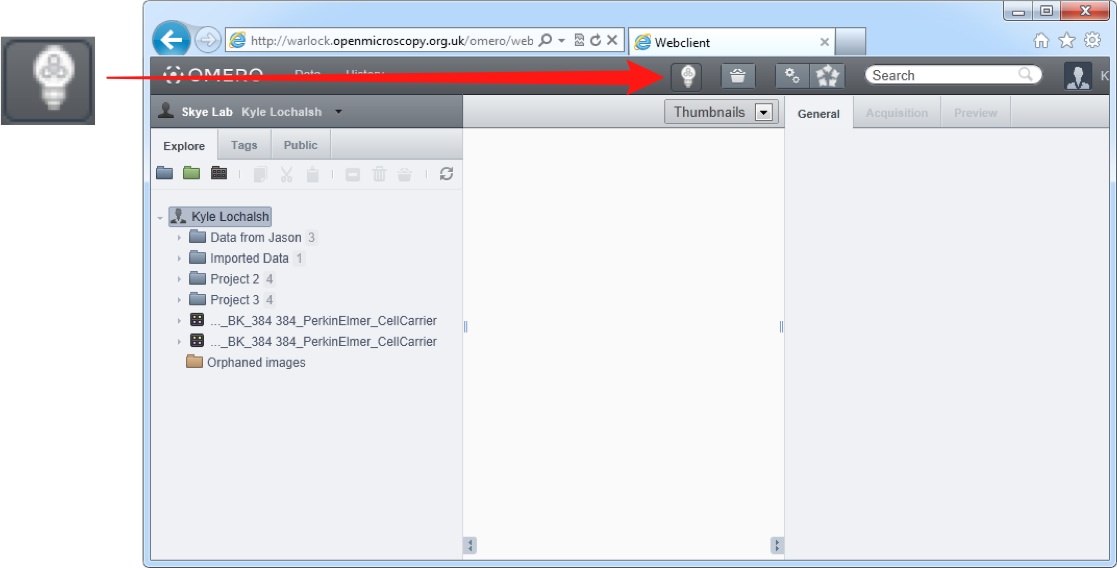 http://warlock.openmicroscopy.org.uk/omero/web
Webclient
OMERO Data History
Search
K
Skye Lab Kyle Lochalsh
Thumbnails
General Acquisition Preview
Explore Tags Public
Kyle Lochalsh
Data from Jason 3
Imported Data 1
Project 2 4
Project 3 4
..._BK_384 384_PerkinElmer_CellCarrier
..._BK_384 384_PerkinElmer_CellCarrier
Orphaned images